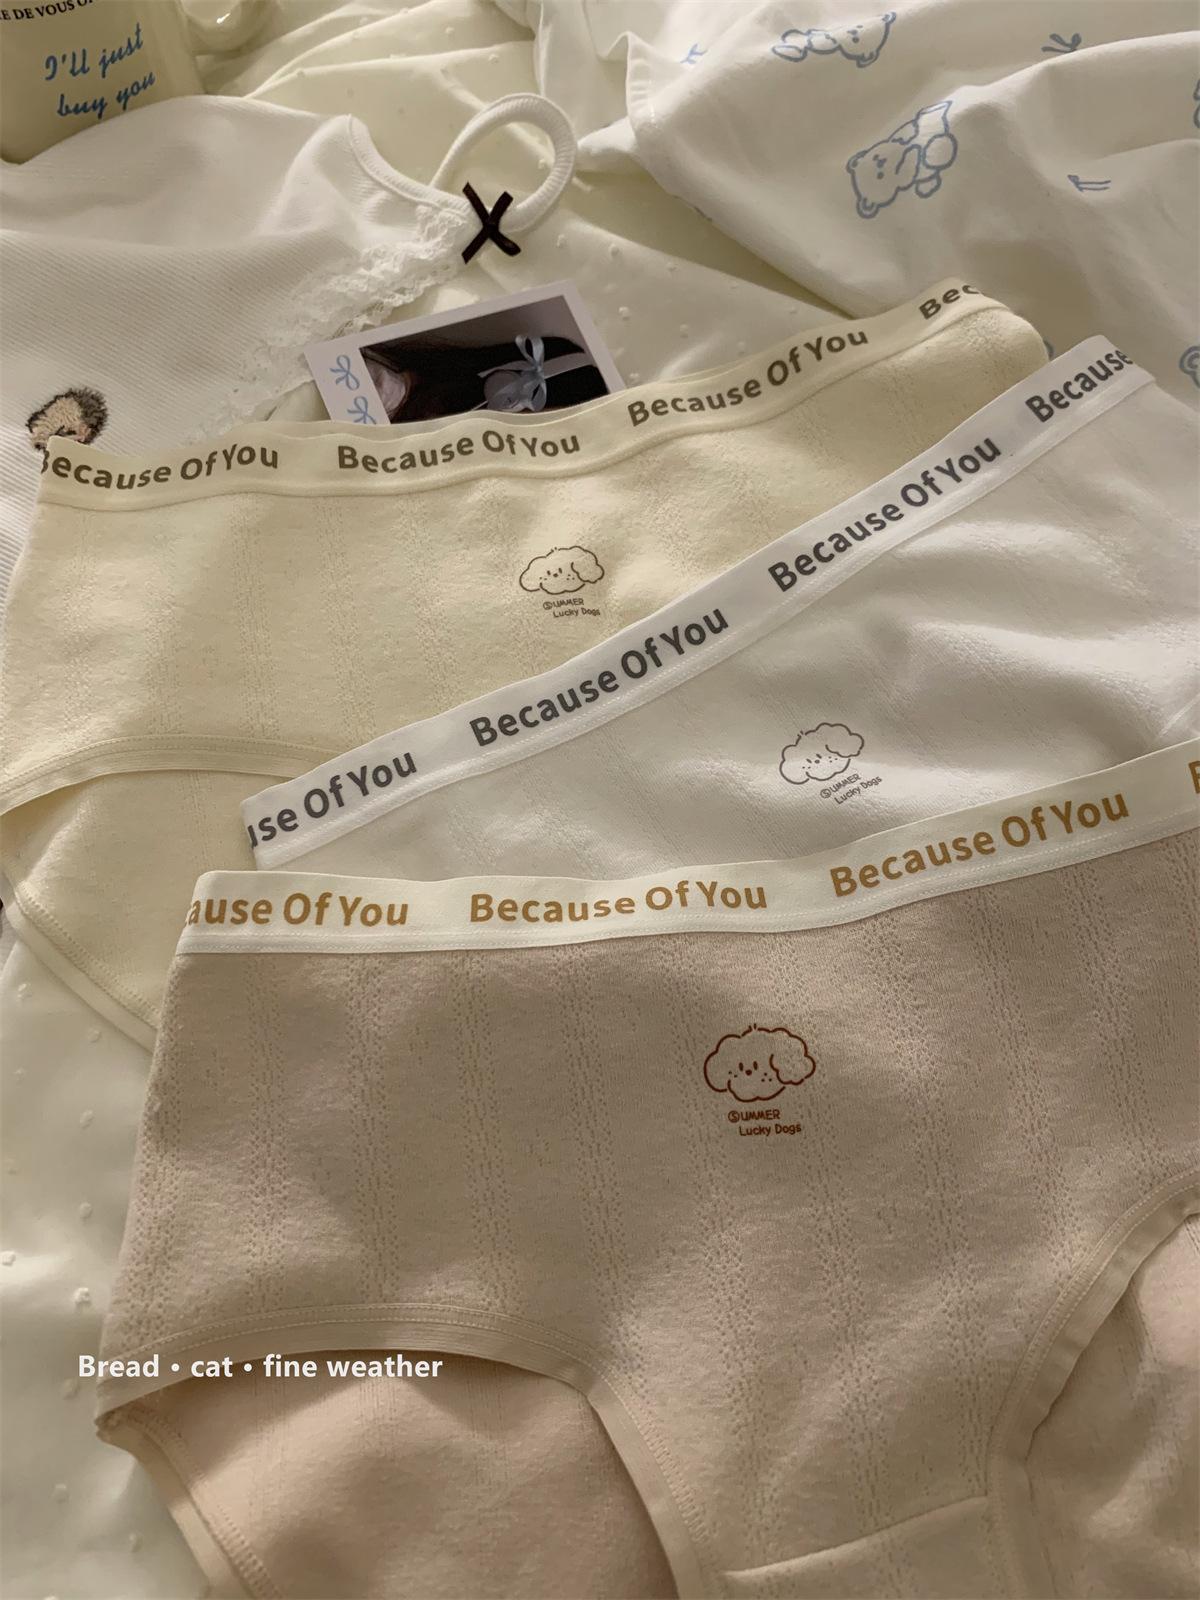 E DE VOUS
I'll just
buy you
Because Of You
Because Of You
Because Of You
Bec
SUMMER
Lucky Dogs
use Of You
Because Of You
Because Of You
Because
SUMMER
Lucky Dogs
ause Of You
Because Of You
Because Of You
SUMMER
Lucky Dogs
Bread • cat • fine weather